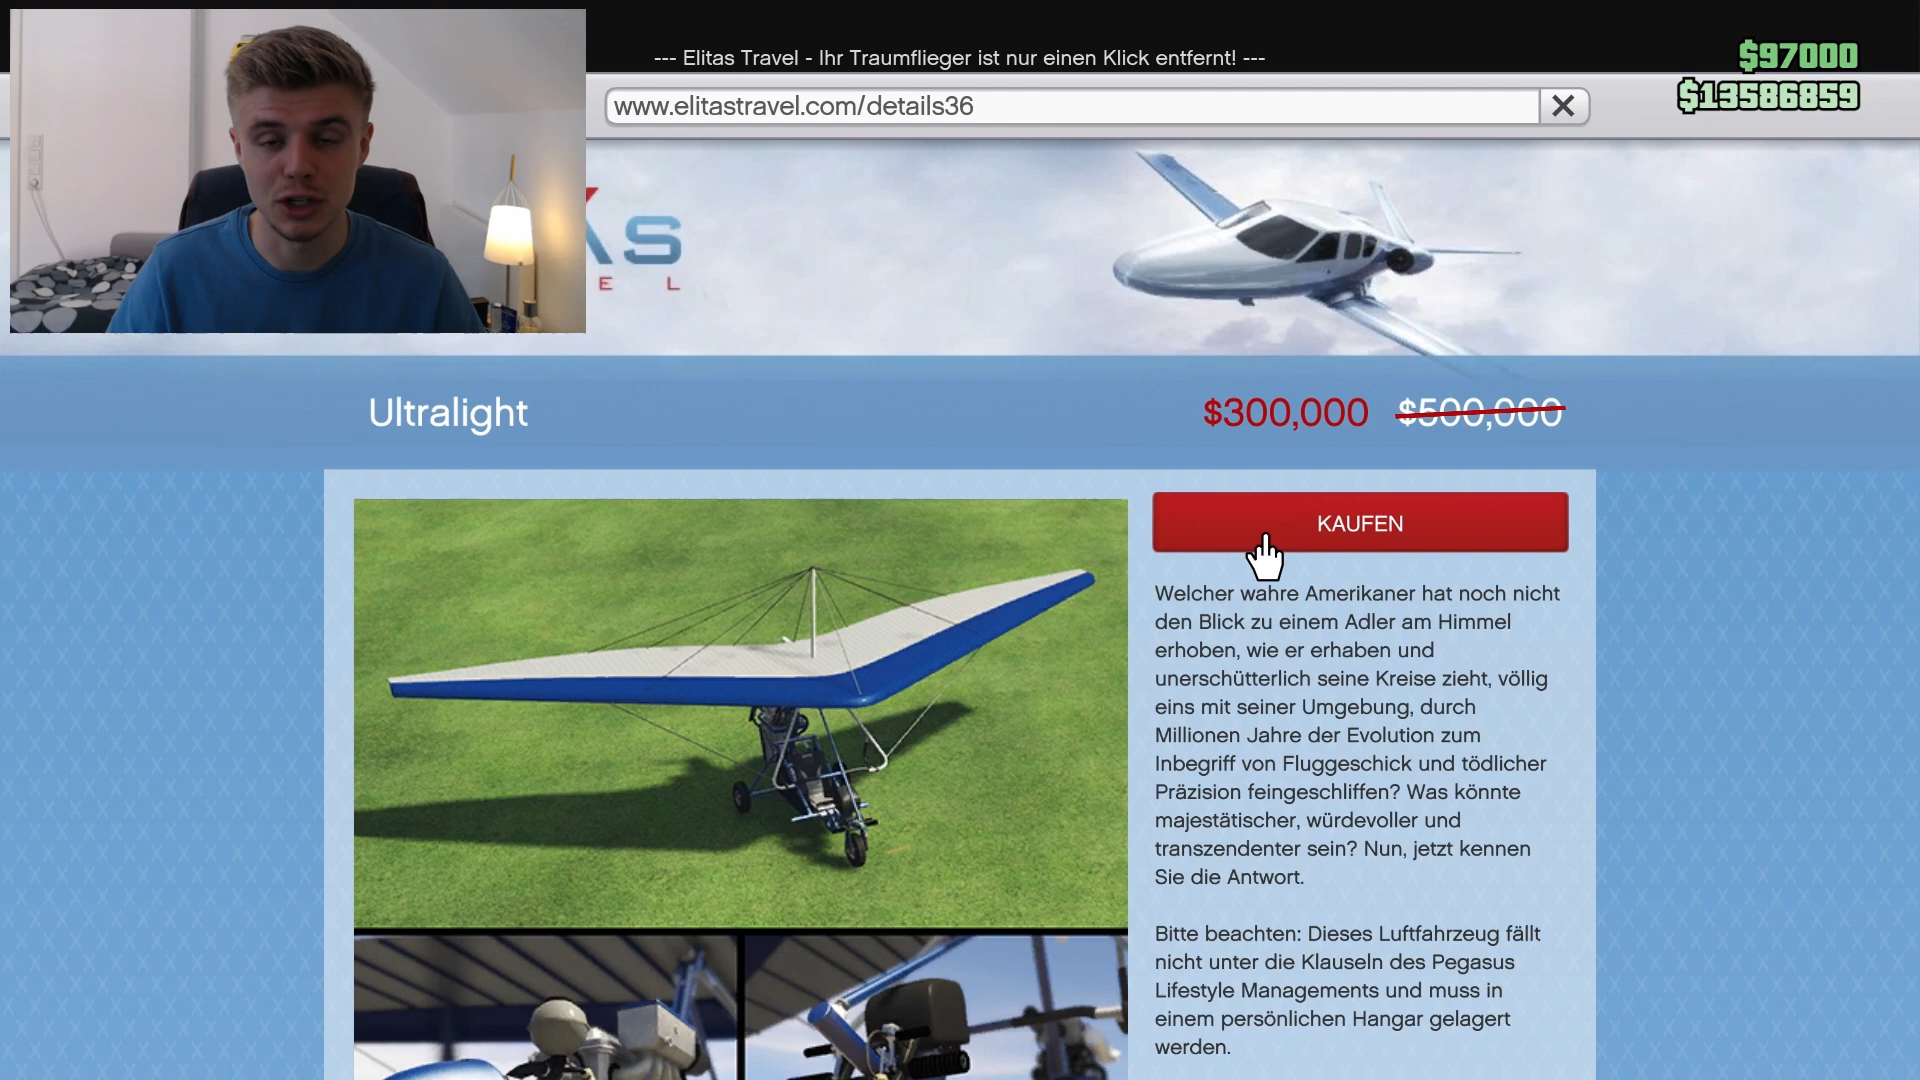 --- Elitas Travel - Ihr Traumflieger ist nur einen Klick entfernt! ---
$97000
$13586859
www.elitastravel.com/details36
As
E L
Ultralight
$300,000 $500,000
KAUFEN
Welcher wahre Amerikaner hat noch nicht
den Blick zu einem Adler am Himmel
erhoben, wie er erhaben und
unerschütterlich seine Kreise zieht, völlig
eins mit seiner Umgebung, durch
Millionen Jahre der Evolution zum
Inbegriff von Fluggeschick und tödlicher
Präzision feingeschliffen? Was könnte
majestätischer, würdevoller und
transzendenter sein? Nun, jetzt kennen
Sie die Antwort.
Bitte beachten: Dieses Luftfahrzeug fällt
nicht unter die Klauseln des Pegasus
Lifestyle Managements und muss in
einem persönlichen Hangar gelagert
werden.